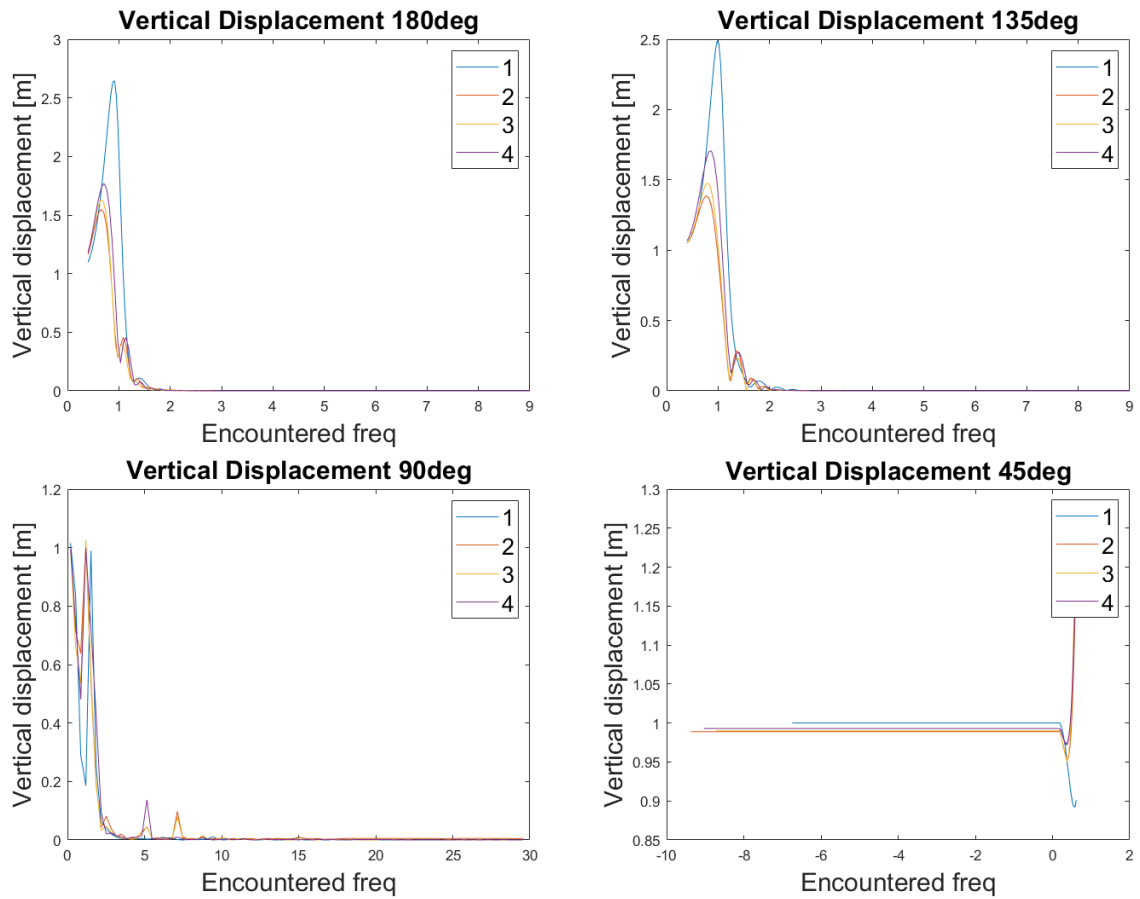 Vertical Displacement 180deg
Vertical displacement [m]
3
2.5
2
1.5
1
0.5
0
0 1 2 3 4 5 6 7 8 9
Encountered freq
1
2
3
4
Vertical Displacement 135deg
Vertical displacement [m]
2.5
2
1.5
1
0.5
0
0 1 2 3 4 5 6 7 8 9
Encountered freq
1
2
3
4
Vertical Displacement 90deg
Vertical displacement [m]
1.2
1
0.8
0.6
0.4
0.2
0
0 5 10 15 20 25 30
Encountered freq
1
2
3
4
Vertical Displacement 45deg
Vertical displacement [m]
1.3
1.25
1.2
1.15
1.1
1.05
1
0.95
0.9
0.85
-10 -8 -6 -4 -2 0 2
Encountered freq
1
2
3
4